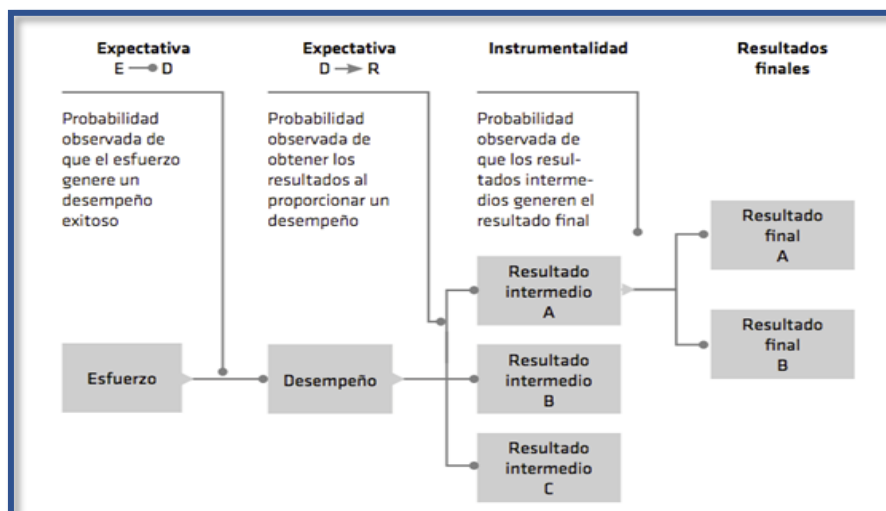 Expectativa
E D
Probabilidad
observada de
que el esfuerzo
genere un
desempeño
exitoso
Expectativa
D R
Probabilidad
observada de
obtener los
resultados al
proporcionar un
desempeño
Instrumentalidad
Probabilidad
observada de
que los resul-
tados interme-
dios generen el
resultado final
Resultados
finales
Esfuerzo
Desempeño
Resultado
intermedio
A
Resultado
intermedio
B
Resultado
intermedio
C
Resultado
final
A
Resultado
final
B